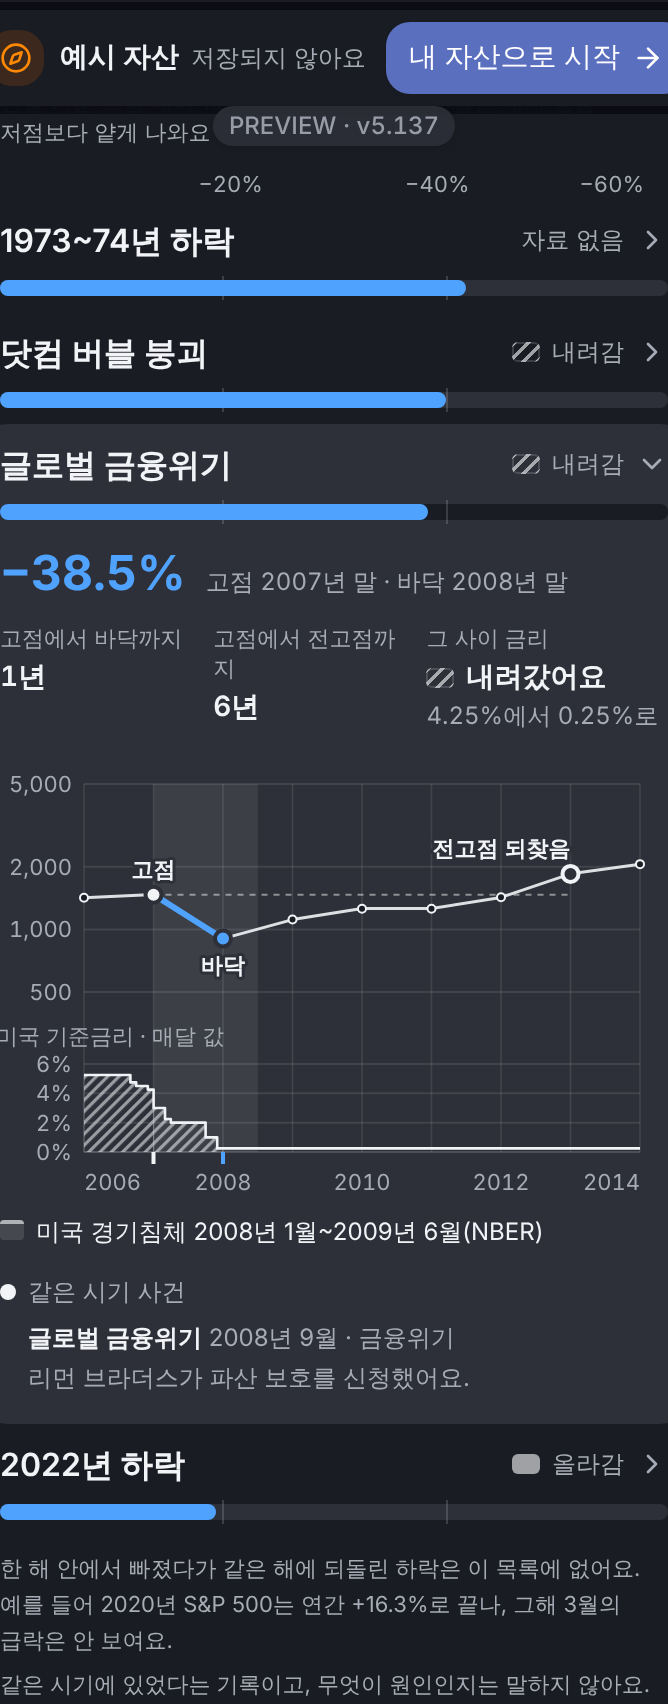 예시 자산 저장되지 않아요 내 자산으로 시작 →
저점보다 얕게 나와요 PREVIEW · v5.137
−20% −40% −60%
1973~74년 하락 자료 없음
닷컴 버블 붕괴 내려감
글로벌 금융위기 내려감
−38.5% 고점 2007년 말 · 바닥 2008년 말
고점에서 바닥까지
1년
고점에서 전고점까
지
6년
그 사이 금리
내려갔어요
4.25%에서 0.25%로
5,000
2,000
1,000
500
고점
바닥
전고점 되찾음
미국 기준금리 · 매달 값
6%
4%
2%
0%
2006 2008 2010 2012 2014
미국 경기침체 2008년 1월~2009년 6월(NBER)
같은 시기 사건
글로벌 금융위기 2008년 9월 · 금융위기
리먼 브라더스가 파산 보호를 신청했어요.
2022년 하락 올라감
한 해 안에서 빠졌다가 같은 해에 되돌린 하락은 이 목록에 없어요.
예를 들어 2020년 S&P 500는 연간 +16.3%로 끝나, 그해 3월의
급락은 안 보여요.
같은 시기에 있었다는 기록이고, 무엇이 원인인지는 말하지 않아요.